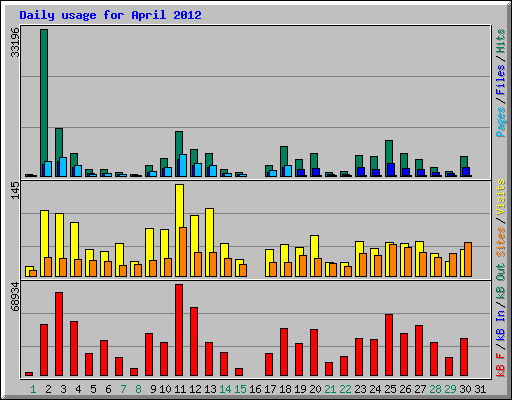 Daily usage for April 2012
33196
Pages / Files / Hits
145
Sites / Visits
68934
kB F / kB In / kB Out
1 2 3 4 5 6 7 8 9 10 11 12 13 14 15 16 17 18 19 20 21 22 23 24 25 26 27 28 29 30 31